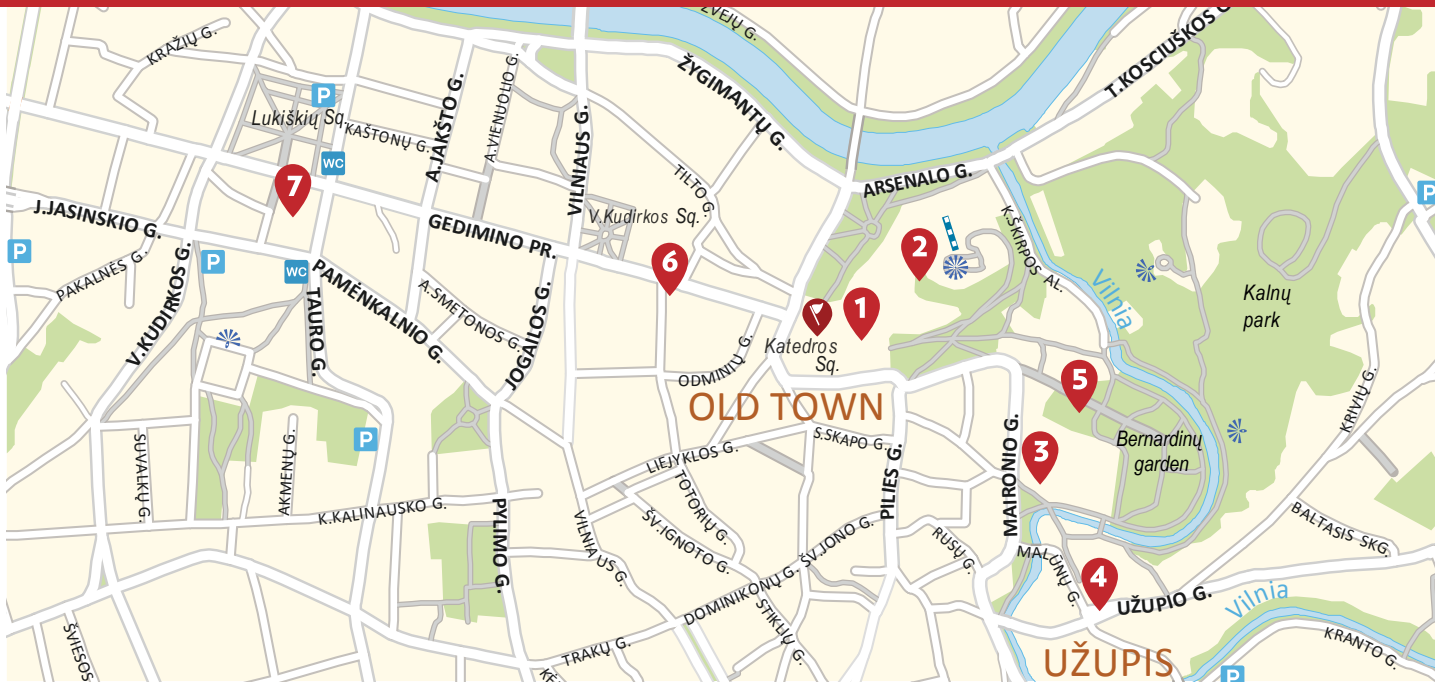 ŽVEJŲ G.
KRAŽIŲ G.
T.KOSCIUŠKOS G.
ŽYGIMANTŲ G.
A.VIENUOLIO G.
A.JAKŠTO G.
P
Lukiškių Sq.
KAŠTONŲ G.
VILNIAUS G.
WC
TILTO G.
ARSENALO G.
7
P
J.JASINSKIO G.
V.Kudirkos Sq.
GEDIMINO PR.
K.ŠKIRPOS AL.
2
P
PAKALNĖS G.
P
WC
6
Vilnia
V.KUDIRKOS G.
PAMĖNKALNIO G.
TAURO G.
A.SMETONOS G.
JOGAILOS G.
1
Kalnų
park
Katedros
Sq.
ODMINIŲ G.
5
OLD TOWN
KRIVIŲ G.
P
SUVALKŲ G.
AKMENŲ G.
S.SKAPO G.
LIEJYKLOS G.
PILIES G.
MAIRONIO G.
3
Bernardinų
garden
TOTORIŲ G.
K.KALINAUSKO G.
PYLIMO G.
ŠV.IGNOTO G.
VILNIAUS G.
ŠV.JONO G.
RUSŲ G.
BALTASIS SKG.
MALŪNŲ G.
4
DOMINIKONŲ G.
STIKLIŲ G.
UŽUPIO G.
Vilnia
ŠVIESOS
TRAKŲ G.
KRANTO G.
UŽUPIS
P